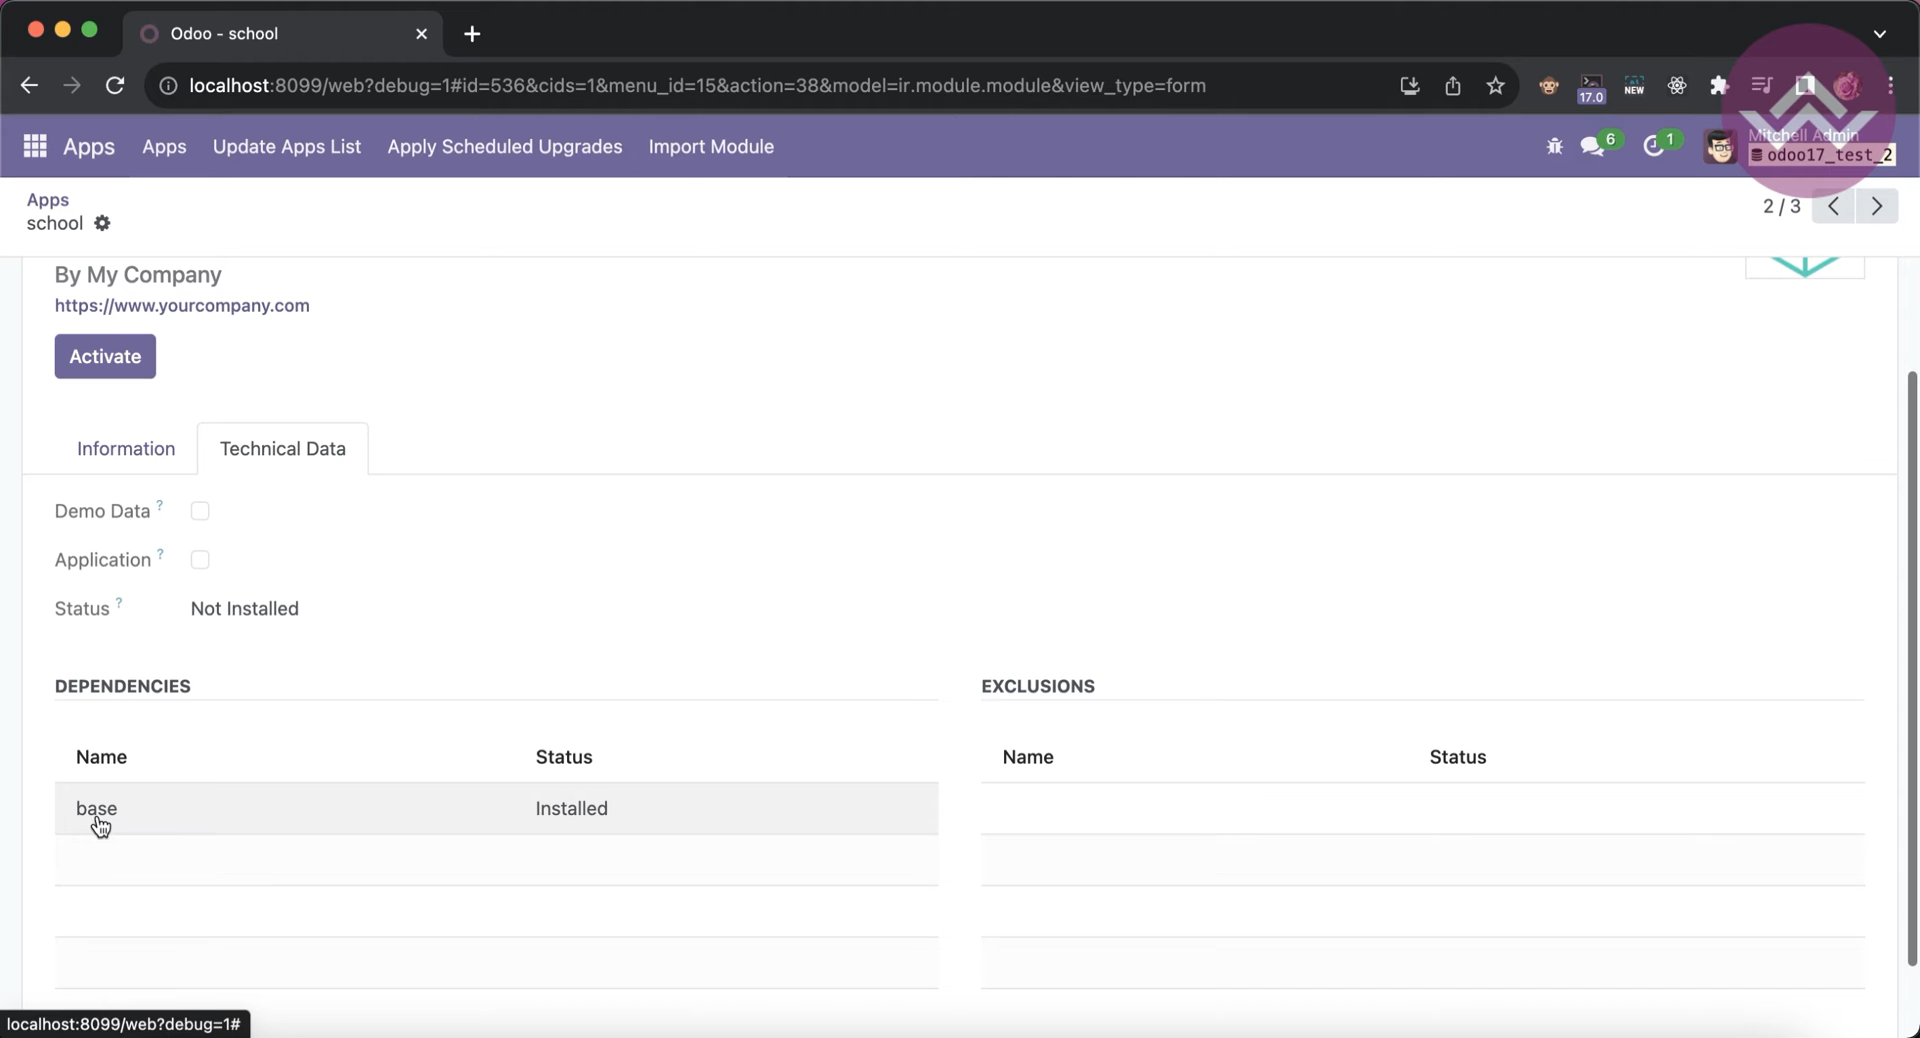 Odoo - school
localhost:8099/web?debug=1#id=536&cids=1&menu_id=15&action=38&model=ir.module.module&view_type=form
17.0
NEW
Apps Apps Update Apps List Apply Scheduled Upgrades Import Module
6
1
Mitchell Admin
odoo17_test_2
Apps
school
2 / 3
By My Company
https://www.yourcompany.com
Activate
Information Technical Data
Demo Data ?
Application ?
Status ? Not Installed
DEPENDENCIES EXCLUSIONS
Name Status Name Status
base Installed
localhost:8099/web?debug=1#